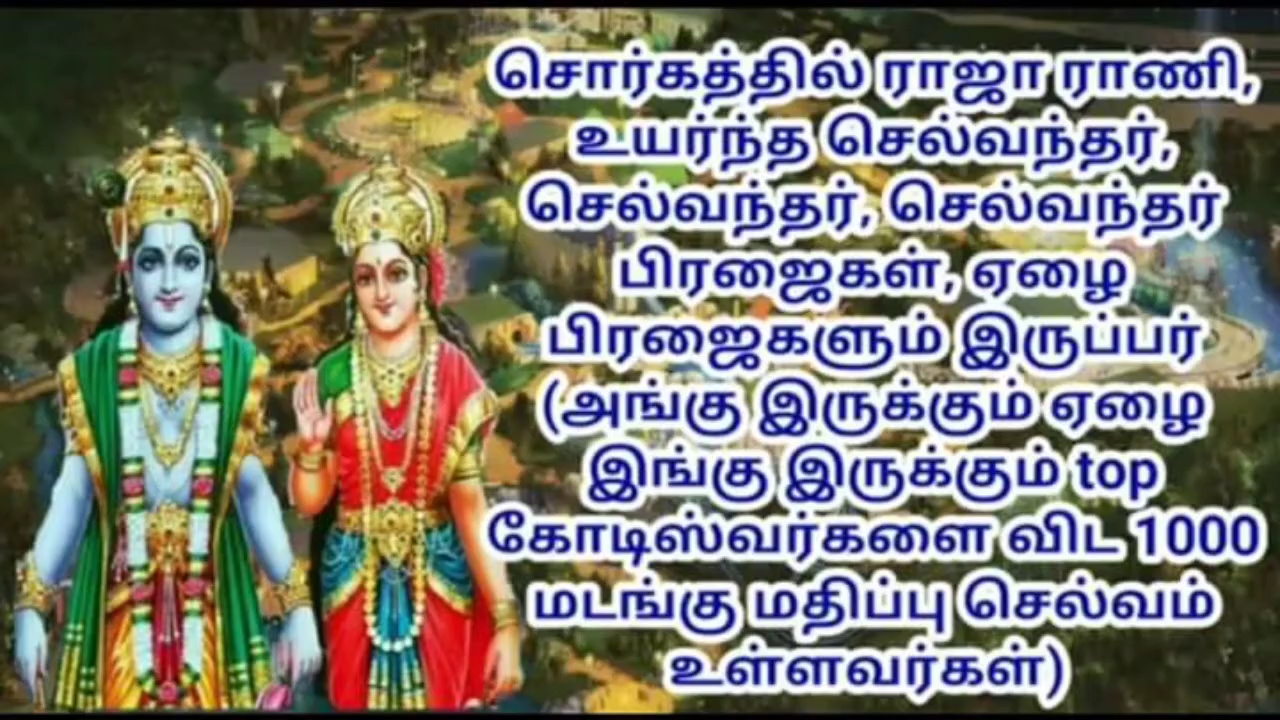 சொர்கத்தில் ராஜா ராணி,
உயர்ந்த செல்வந்தர்,
செல்வந்தர், செல்வந்தர்
பிரஜைகள், ஏழை
பிரஜைகளும் இருப்பர்
(அங்கு இருக்கும் ஏழை
இங்கு இருக்கும் top
கோடிஸ்வர்களை விட 1000
மடங்கு மதிப்பு செல்வம்
உள்ளவர்கள்)